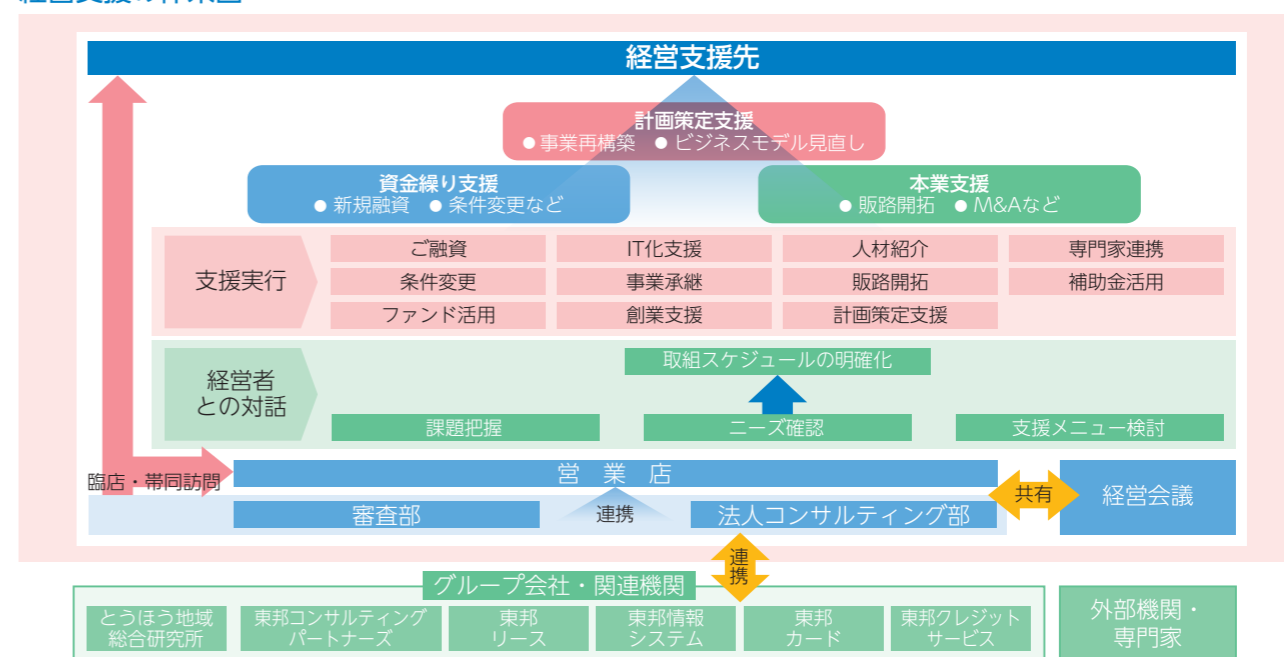 経営支援先
計画策定支援
● 事業再構築 ● ビジネスモデル見直し
資金繰り支援
● 新規融資 ● 条件変更など
本業支援
● 販路開拓 ● M&Aなど
支援実行
ご融資
IT化支援
人材紹介
専門家連携
条件変更
事業承継
販路開拓
補助金活用
ファンド活用
創業支援
計画策定支援
経営者
との対話
取組スケジュールの明確化
課題把握
ニーズ確認
支援メニュー検討
臨店・帯同訪問
営業店
審査部
連携
法人コンサルティング部
共有
経営会議
連携
グループ会社・関連機関
とうほう地域
総合研究所
東邦コンサルティング
パートナーズ
東邦
リース
東邦情報
システム
東邦
カード
東邦クレジット
サービス
外部機関・
専門家